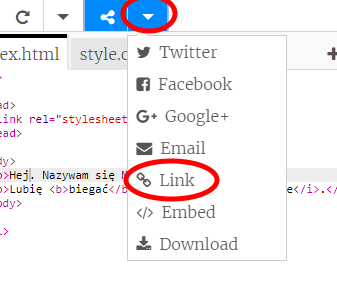 ex.html style.
Twitter
Facebook
Google+
Email
Link
Embed
Download
>
ad>
ink rel="stylesheet
ead>
dy>
>Hej. Nazywam się
>Lubię <b>biegać</b e</i>.</
ody>
l>